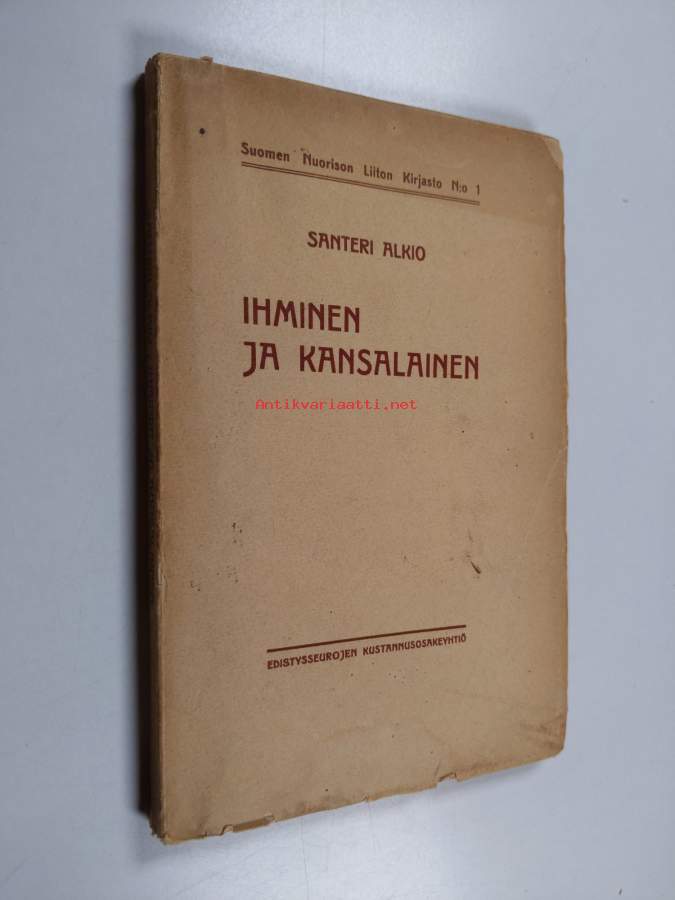 Suomen Nuorison Liiton Kirjasto N:o 1
SANTERI ALKIO
IHMINEN
JA KANSALAINEN
Antikvariaatti.net
EDISTYSSEUROJEN KUSTANNUSOSAKEYHTIÖ